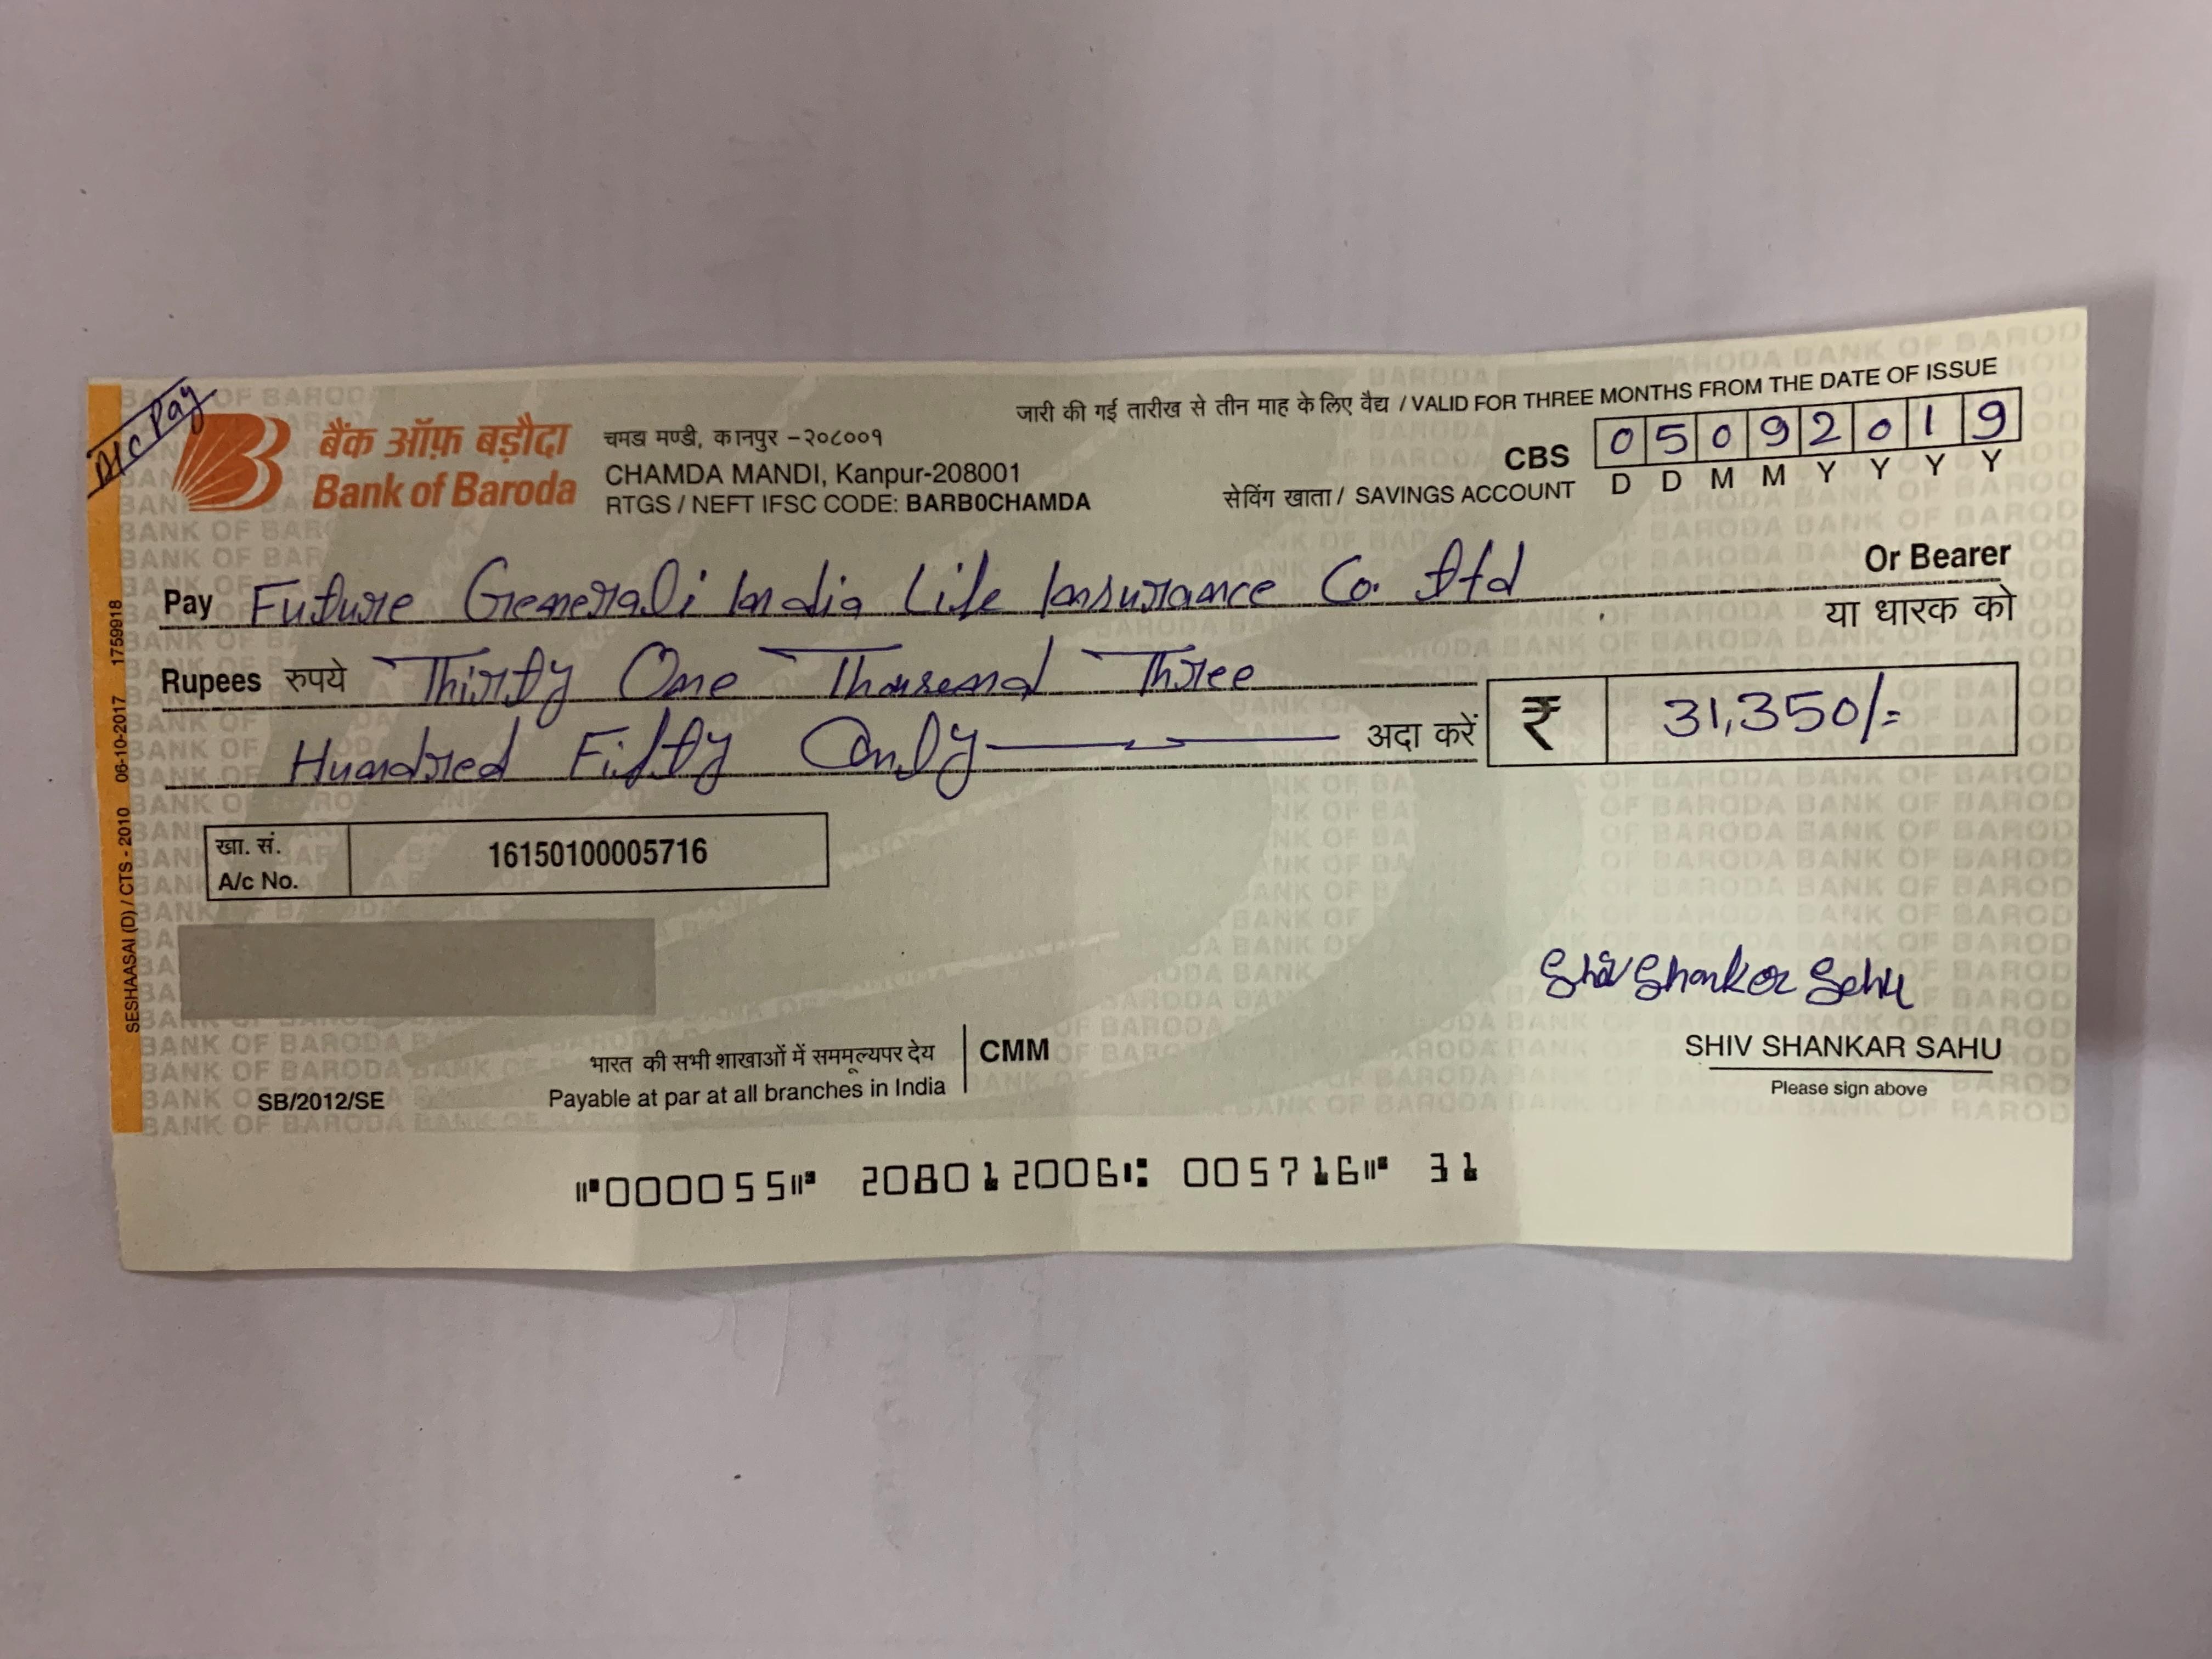 A/c Pay
बैंक ऑफ़ बड़ौदा
Bank of Baroda
चमड़ा मण्डी, कानपुर -२०८००१
CHAMDA MANDI, Kanpur-208001
RTGS / NEFT IFSC CODE: BARB0CHAMDA
जारी की गई तारीख से तीन माह के लिए वैद्य / VALID FOR THREE MONTHS FROM THE DATE OF ISSUE
CBS 0 5 0 9 2 0 1 9
D D M M Y Y Y Y
सेविंग खाता / SAVINGS ACCOUNT
Pay Future Generali India Life Insurance Co. Ltd Or Bearer
या धारक को
Rupees रुपये Thirty One Thousand Three
Hundred Fifty Only अदा करें ₹ 31,350/=
खा. सं.
A/c No. 16150100005716
Shiv Shanker Sahu
SHIV SHANKAR SAHU
Please sign above
भारत की सभी शाखाओं में सममूल्यपर देय
Payable at par at all branches in India
CMM
SB/2012/SE
SESHAASAI (D) / CTS - 2010 06-10-2017 1759918
⑈000055⑈ 208012006⑆ 005716⑈ 31